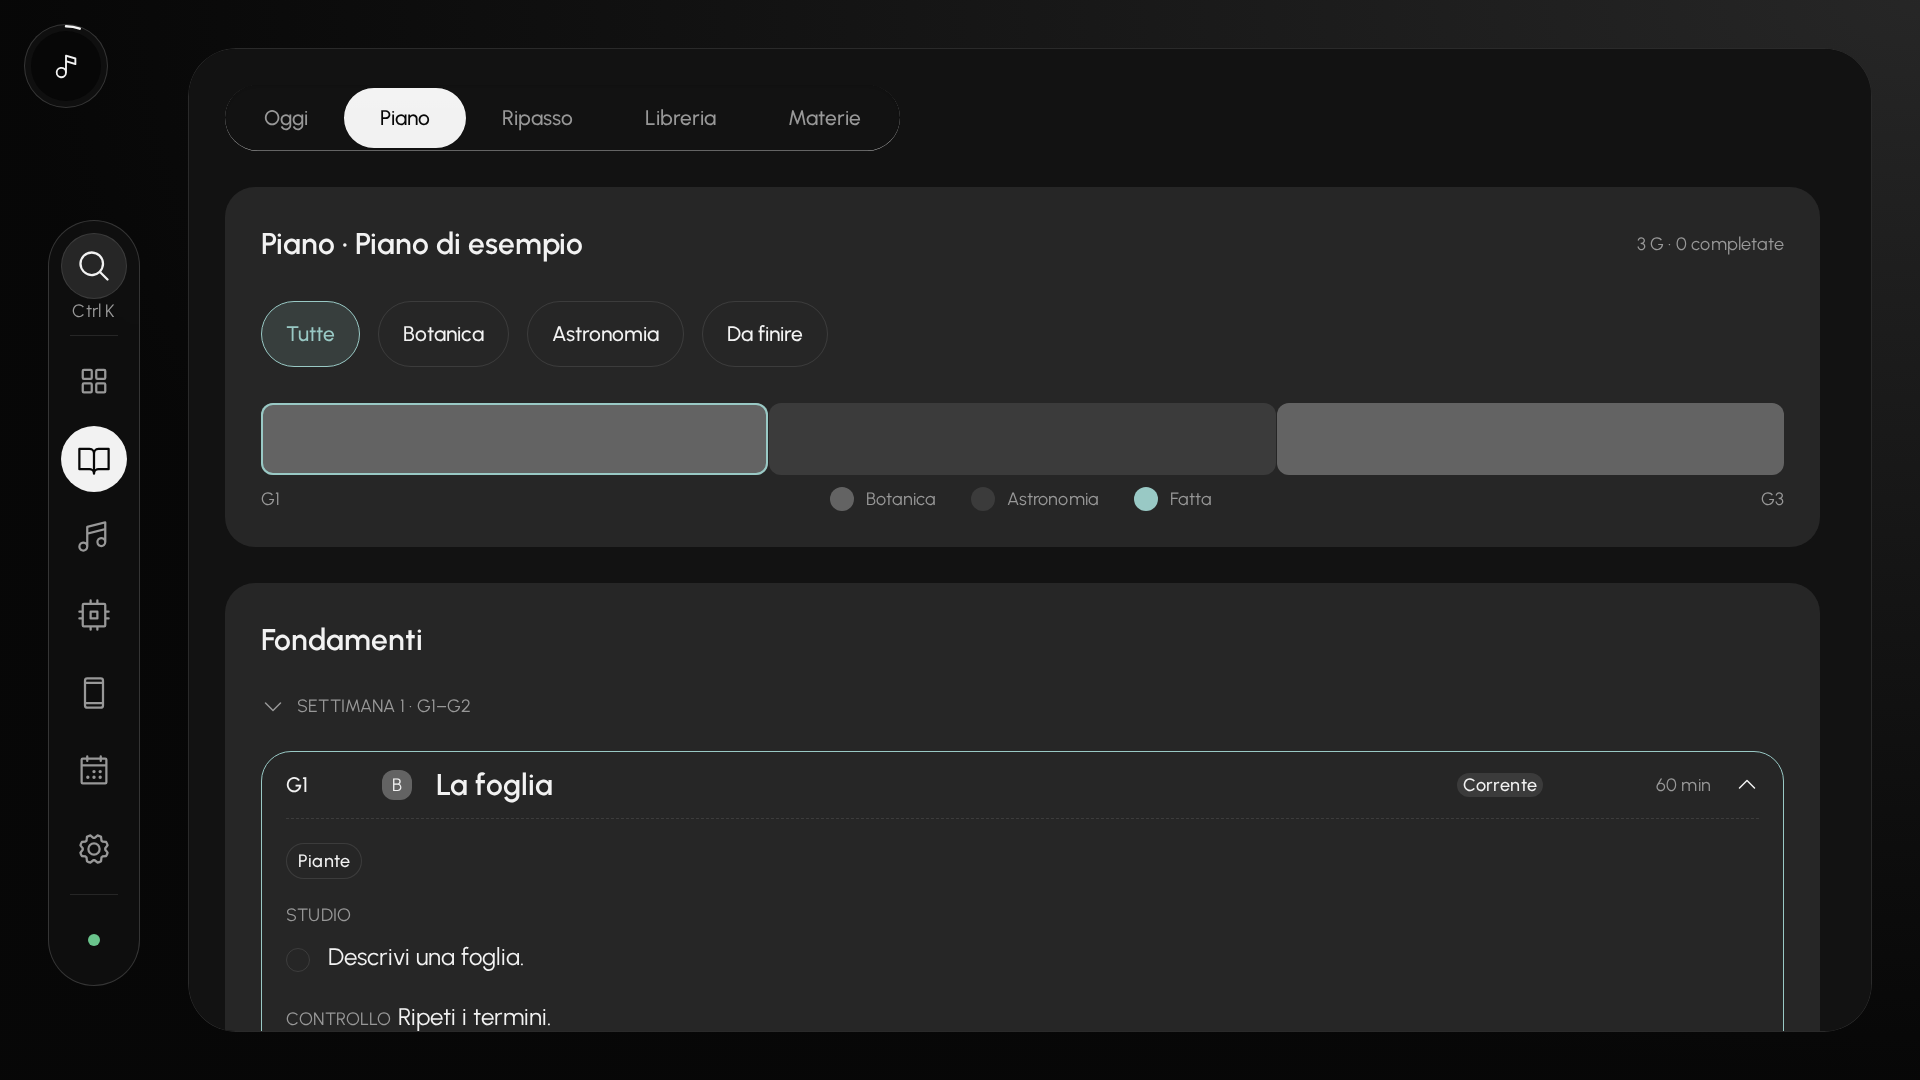 Oggi
Piano
Ripasso
Libreria
Materie
Ctrl K
Piano · Piano di esempio
3 G · 0 completate
Tutte
Botanica
Astronomia
Da finire
G1
Botanica
Astronomia
Fatta
G3
Fondamenti
SETTIMANA 1 · G1–G2
G1
B
La foglia
Corrente
60 min
Piante
STUDIO
Descrivi una foglia.
CONTROLLO Ripeti i termini.